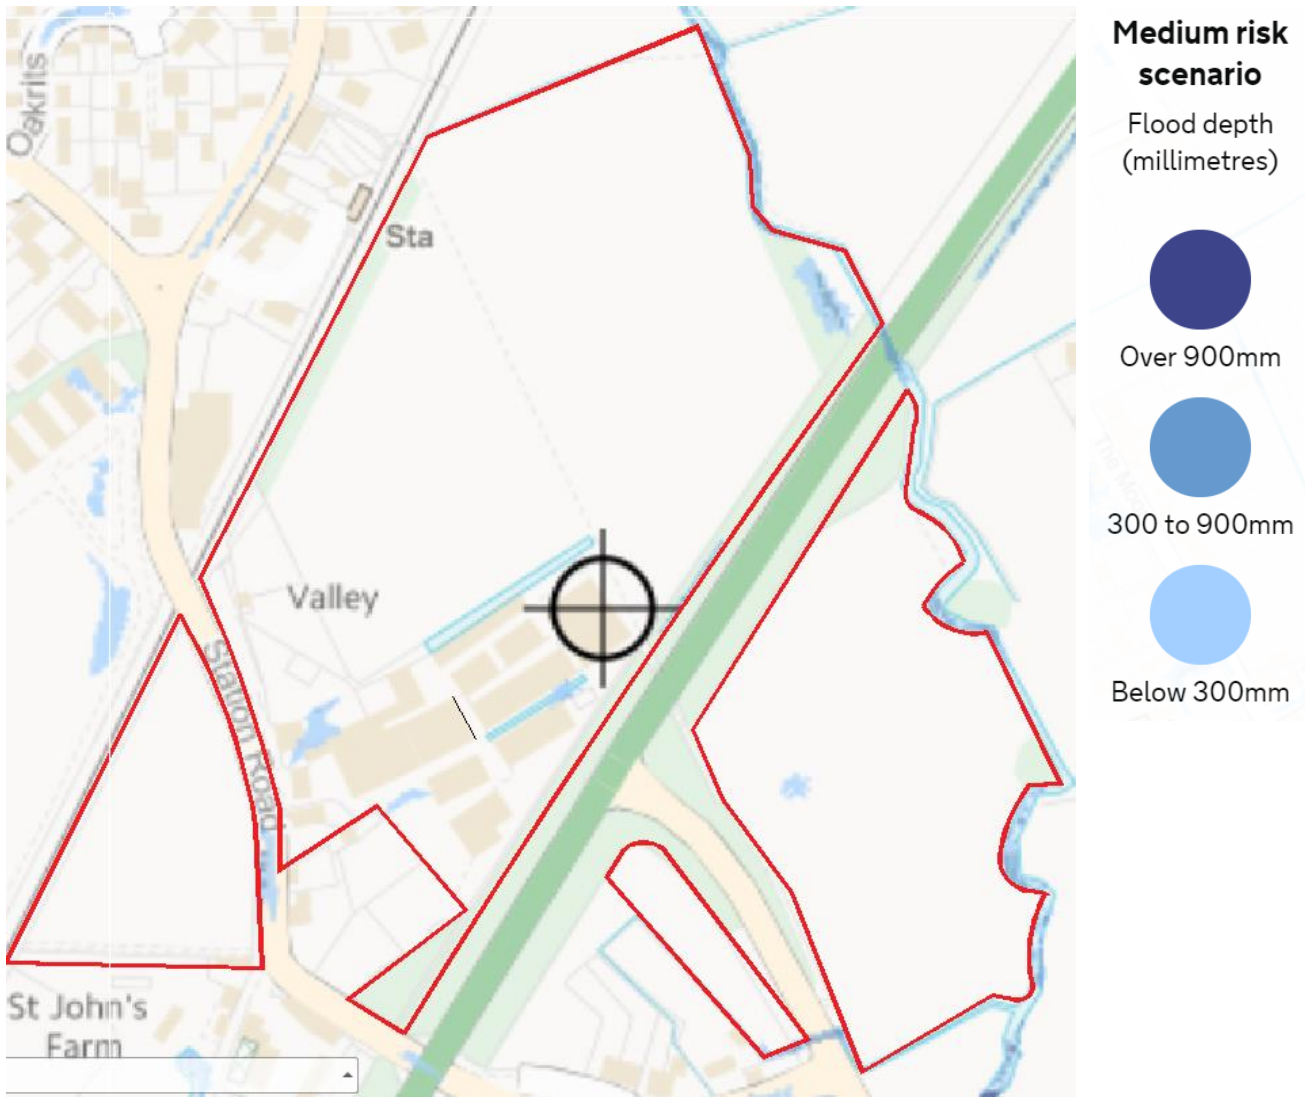 Oakrits
Sta
Valley
Station Road
St John's
Farm
Medium risk
scenario
Flood depth
(millimetres)
Over 900mm
300 to 900mm
Below 300mm